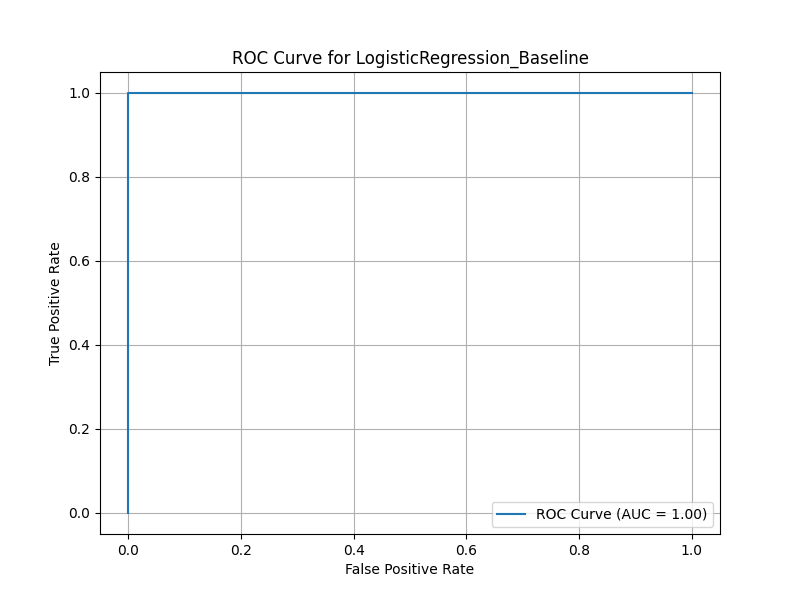 ROC Curve for LogisticRegression_Baseline
1.0
0.8
0.6
0.4
0.2
0.0
True Positive Rate
ROC Curve (AUC = 1.00)
0.0 0.2 0.4 0.6 0.8 1.0
False Positive Rate